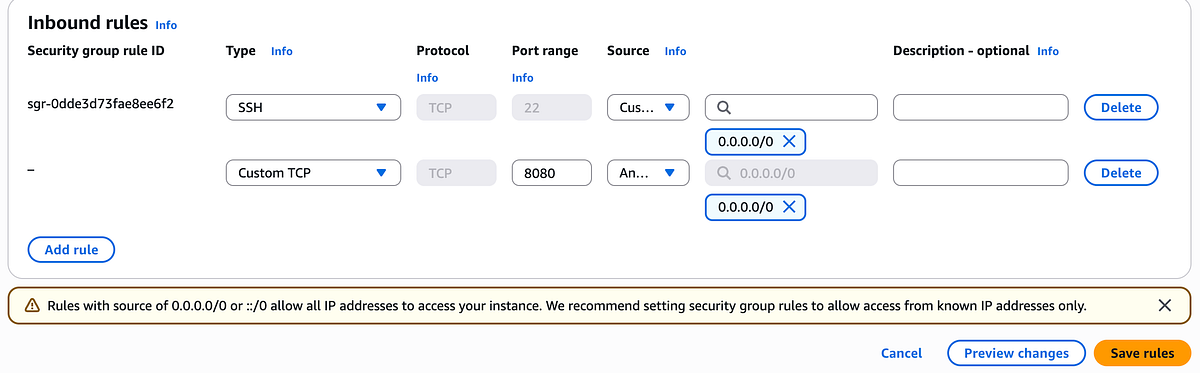 Inbound rules Info
Security group rule ID Type Info Protocol Info Port range Info Source Info Description - optional Info
sgr-0dde3d73fae8ee6f2 SSH TCP 22 Cus... Delete
0.0.0.0/0
– Custom TCP TCP 8080 An... 0.0.0.0/0 Delete
0.0.0.0/0
Add rule
Rules with source of 0.0.0.0/0 or ::/0 allow all IP addresses to access your instance. We recommend setting security group rules to allow access from known IP addresses only.
Cancel Preview changes Save rules